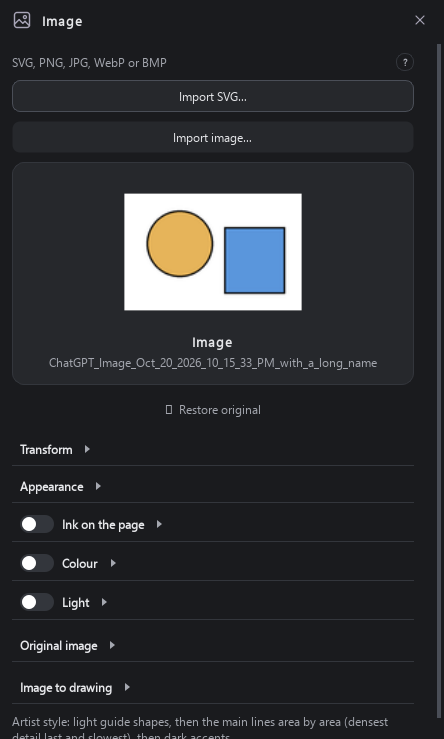 Image
SVG, PNG, JPG, WebP or BMP
?
Import SVG...
Import image...
Image
ChatGPT_Image_Oct_20_2026_10_15_33_PM_with_a_long_name
Restore original
Transform
Appearance
Ink on the page
Colour
Light
Original image
Image to drawing
Artist style: light guide shapes, then the main lines area by area (densest
detail last and slowest), then dark accents.